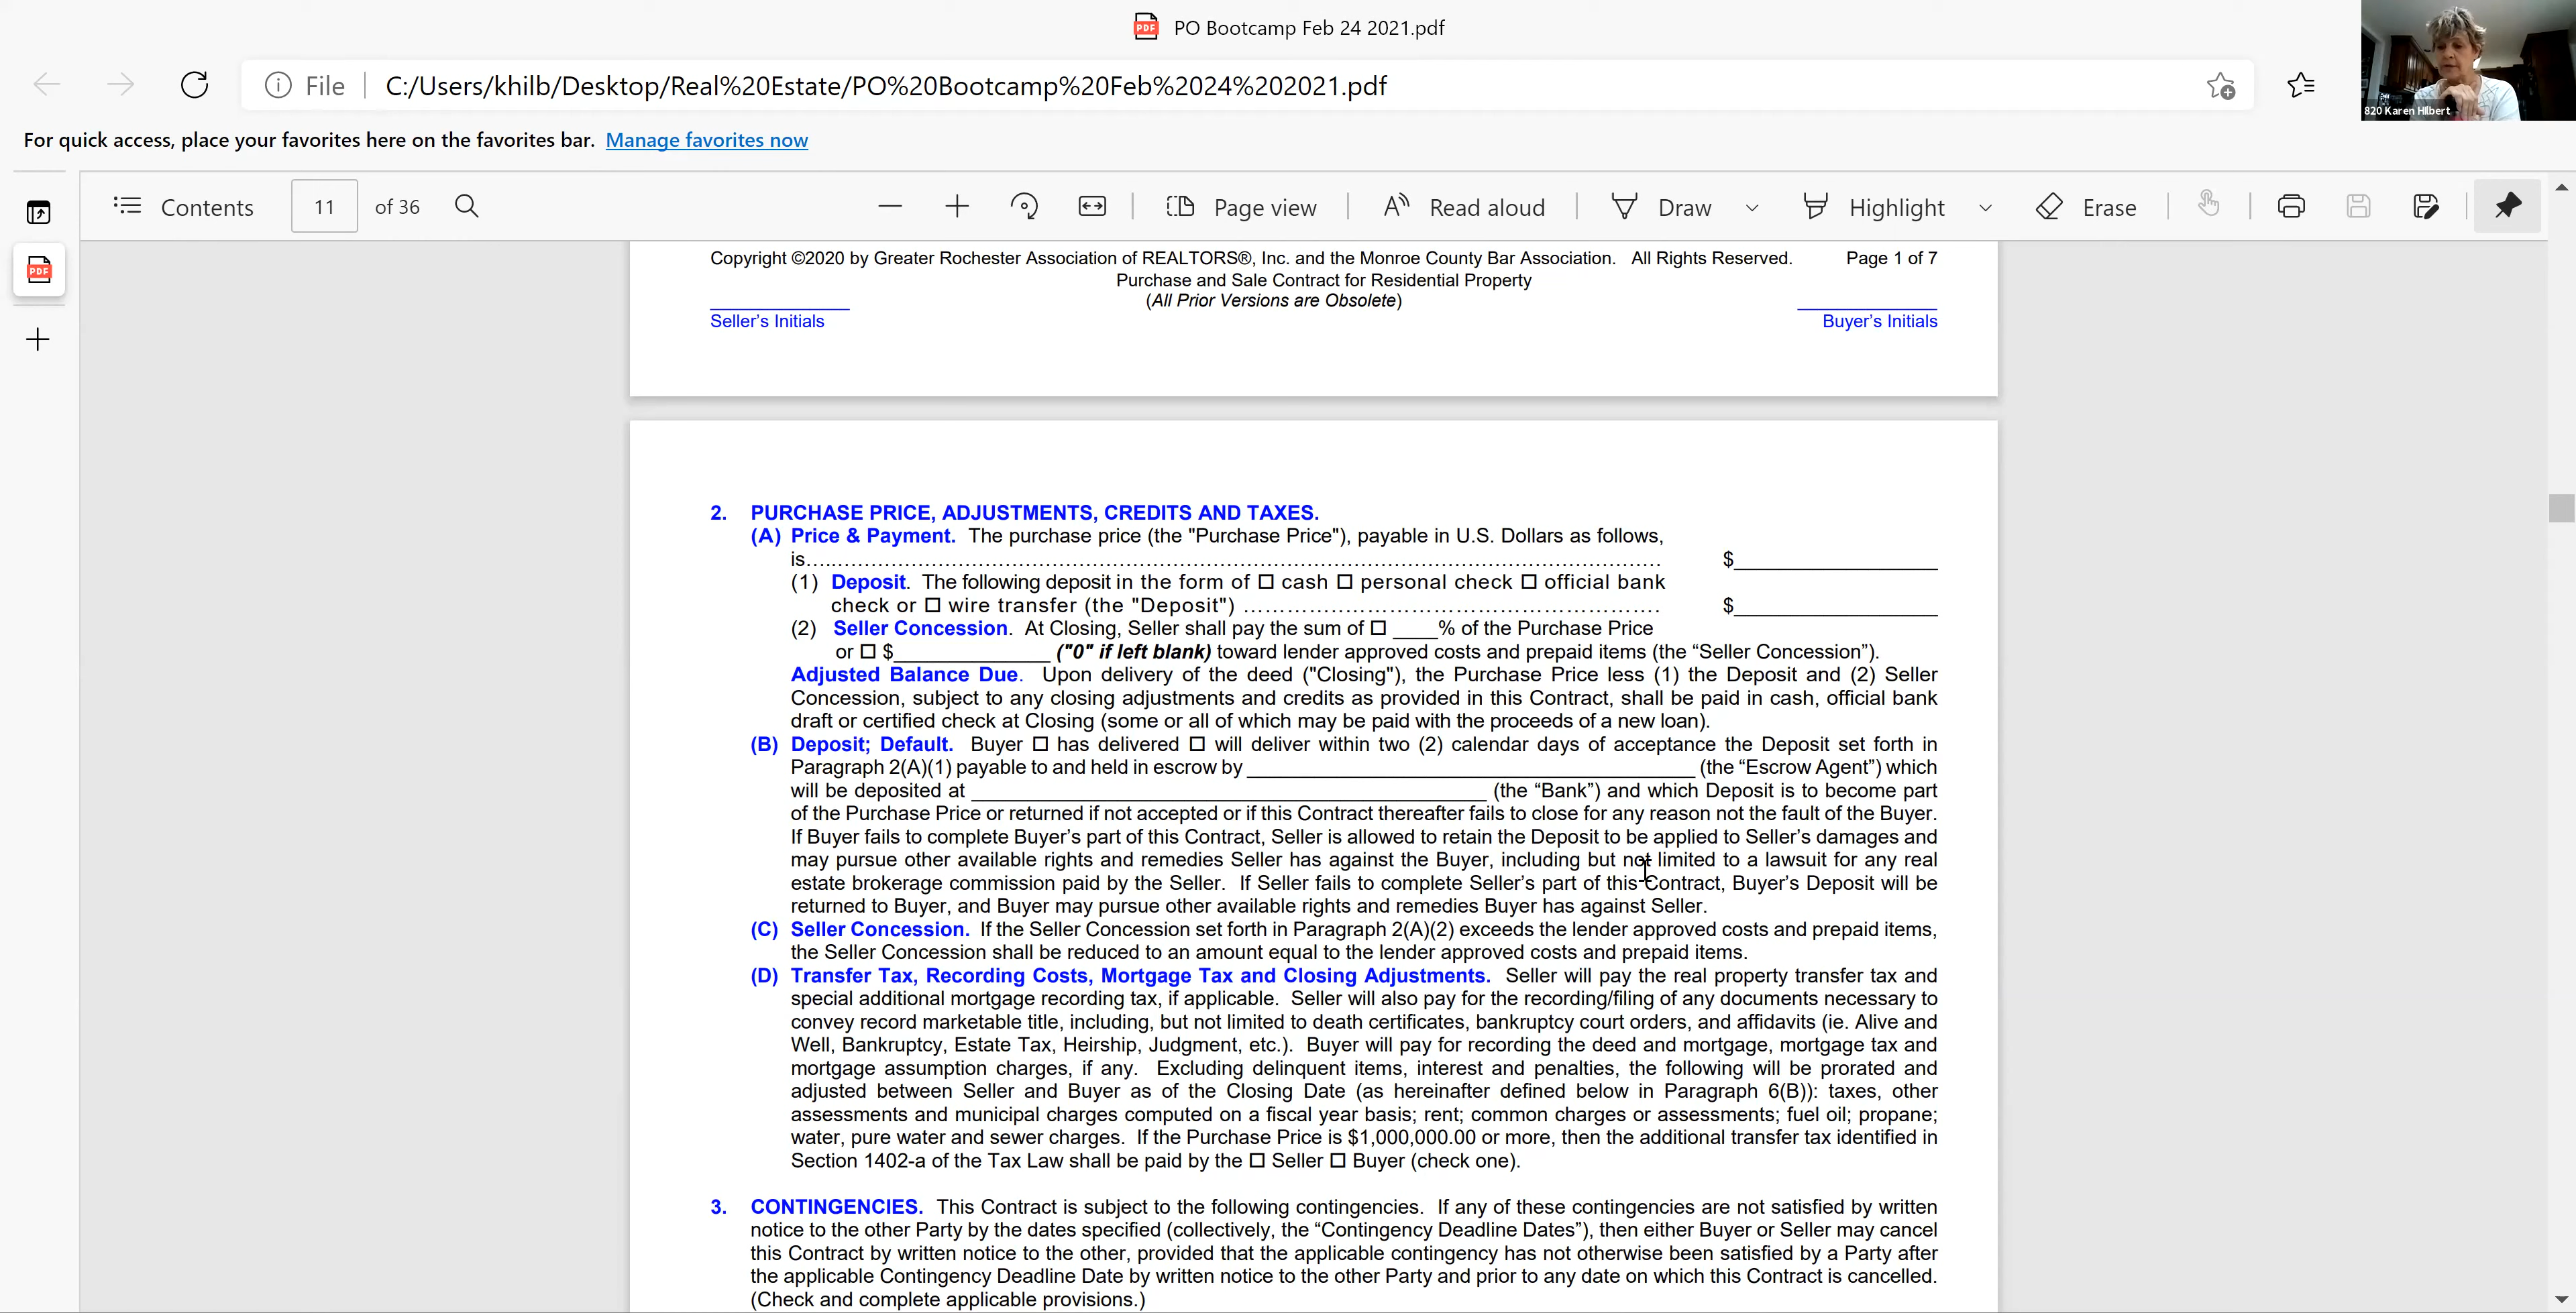 PO Bootcamp Feb 24 2021.pdf
File
C:/Users/khilb/Desktop/Real%20Estate/PO%20Bootcamp%20Feb%2024%202021.pdf
820 Karen Hilbert
For quick access, place your favorites here on the favorites bar. Manage favorites now
Contents 11 of 36 Page view Read aloud Draw Highlight Erase
PDF
Copyright ©2020 by Greater Rochester Association of REALTORS®, Inc. and the Monroe County Bar Association. All Rights Reserved. Page 1 of 7
Purchase and Sale Contract for Residential Property
(All Prior Versions are Obsolete)
Seller's Initials Buyer's Initials
2. PURCHASE PRICE, ADJUSTMENTS, CREDITS AND TAXES.
(A) Price & Payment. The purchase price (the "Purchase Price"), payable in U.S. Dollars as follows,
is........................................................................ $____________
(1) Deposit. The following deposit in the form of ☐ cash ☐ personal check ☐ official bank
check or ☐ wire transfer (the "Deposit") ........................................ $____________
(2) Seller Concession. At Closing, Seller shall pay the sum of ☐ ____% of the Purchase Price
or ☐ $______________ ("0" if left blank) toward lender approved costs and prepaid items (the “Seller Concession”).
Adjusted Balance Due. Upon delivery of the deed ("Closing"), the Purchase Price less (1) the Deposit and (2) Seller
Concession, subject to any closing adjustments and credits as provided in this Contract, shall be paid in cash, official bank
draft or certified check at Closing (some or all of which may be paid with the proceeds of a new loan).
(B) Deposit; Default. Buyer ☐ has delivered ☐ will deliver within two (2) calendar days of acceptance the Deposit set forth in
Paragraph 2(A)(1) payable to and held in escrow by ______________________________ (the “Escrow Agent”) which
will be deposited at ______________________________ (the “Bank”) and which Deposit is to become part
of the Purchase Price or returned if not accepted or if this Contract thereafter fails to close for any reason not the fault of the Buyer.
If Buyer fails to complete Buyer’s part of this Contract, Seller is allowed to retain the Deposit to be applied to Seller’s damages and
may pursue other available rights and remedies Seller has against the Buyer, including but not limited to a lawsuit for any real
estate brokerage commission paid by the Seller. If Seller fails to complete Seller’s part of this Contract, Buyer’s Deposit will be
returned to Buyer, and Buyer may pursue other available rights and remedies Buyer has against Seller.
(C) Seller Concession. If the Seller Concession set forth in Paragraph 2(A)(2) exceeds the lender approved costs and prepaid items,
the Seller Concession shall be reduced to an amount equal to the lender approved costs and prepaid items.
(D) Transfer Tax, Recording Costs, Mortgage Tax and Closing Adjustments. Seller will pay the real property transfer tax and
special additional mortgage recording tax, if applicable. Seller will also pay for the recording/filing of any documents necessary to
convey record marketable title, including, but not limited to death certificates, bankruptcy court orders, and affidavits (ie. Alive and
Well, Bankruptcy, Estate Tax, Heirship, Judgment, etc.). Buyer will pay for recording the deed and mortgage, mortgage tax and
mortgage assumption charges, if any. Excluding delinquent items, interest and penalties, the following will be prorated and
adjusted between Seller and Buyer as of the Closing Date (as hereinafter defined below in Paragraph 6(B)): taxes, other
assessments and municipal charges computed on a fiscal year basis; rent; common charges or assessments; fuel oil; propane;
water, pure water and sewer charges. If the Purchase Price is $1,000,000.00 or more, then the additional transfer tax identified in
Section 1402-a of the Tax Law shall be paid by the ☐ Seller ☐ Buyer (check one).
3. CONTINGENCIES. This Contract is subject to the following contingencies. If any of these contingencies are not satisfied by written
notice to the other Party by the dates specified (collectively, the “Contingency Deadline Dates”), then either Buyer or Seller may cancel
this Contract by written notice to the other, provided that the applicable contingency has not otherwise been satisfied by a Party after
the applicable Contingency Deadline Date by written notice to the other Party and prior to any date on which this Contract is cancelled.
(Check and complete applicable provisions.)